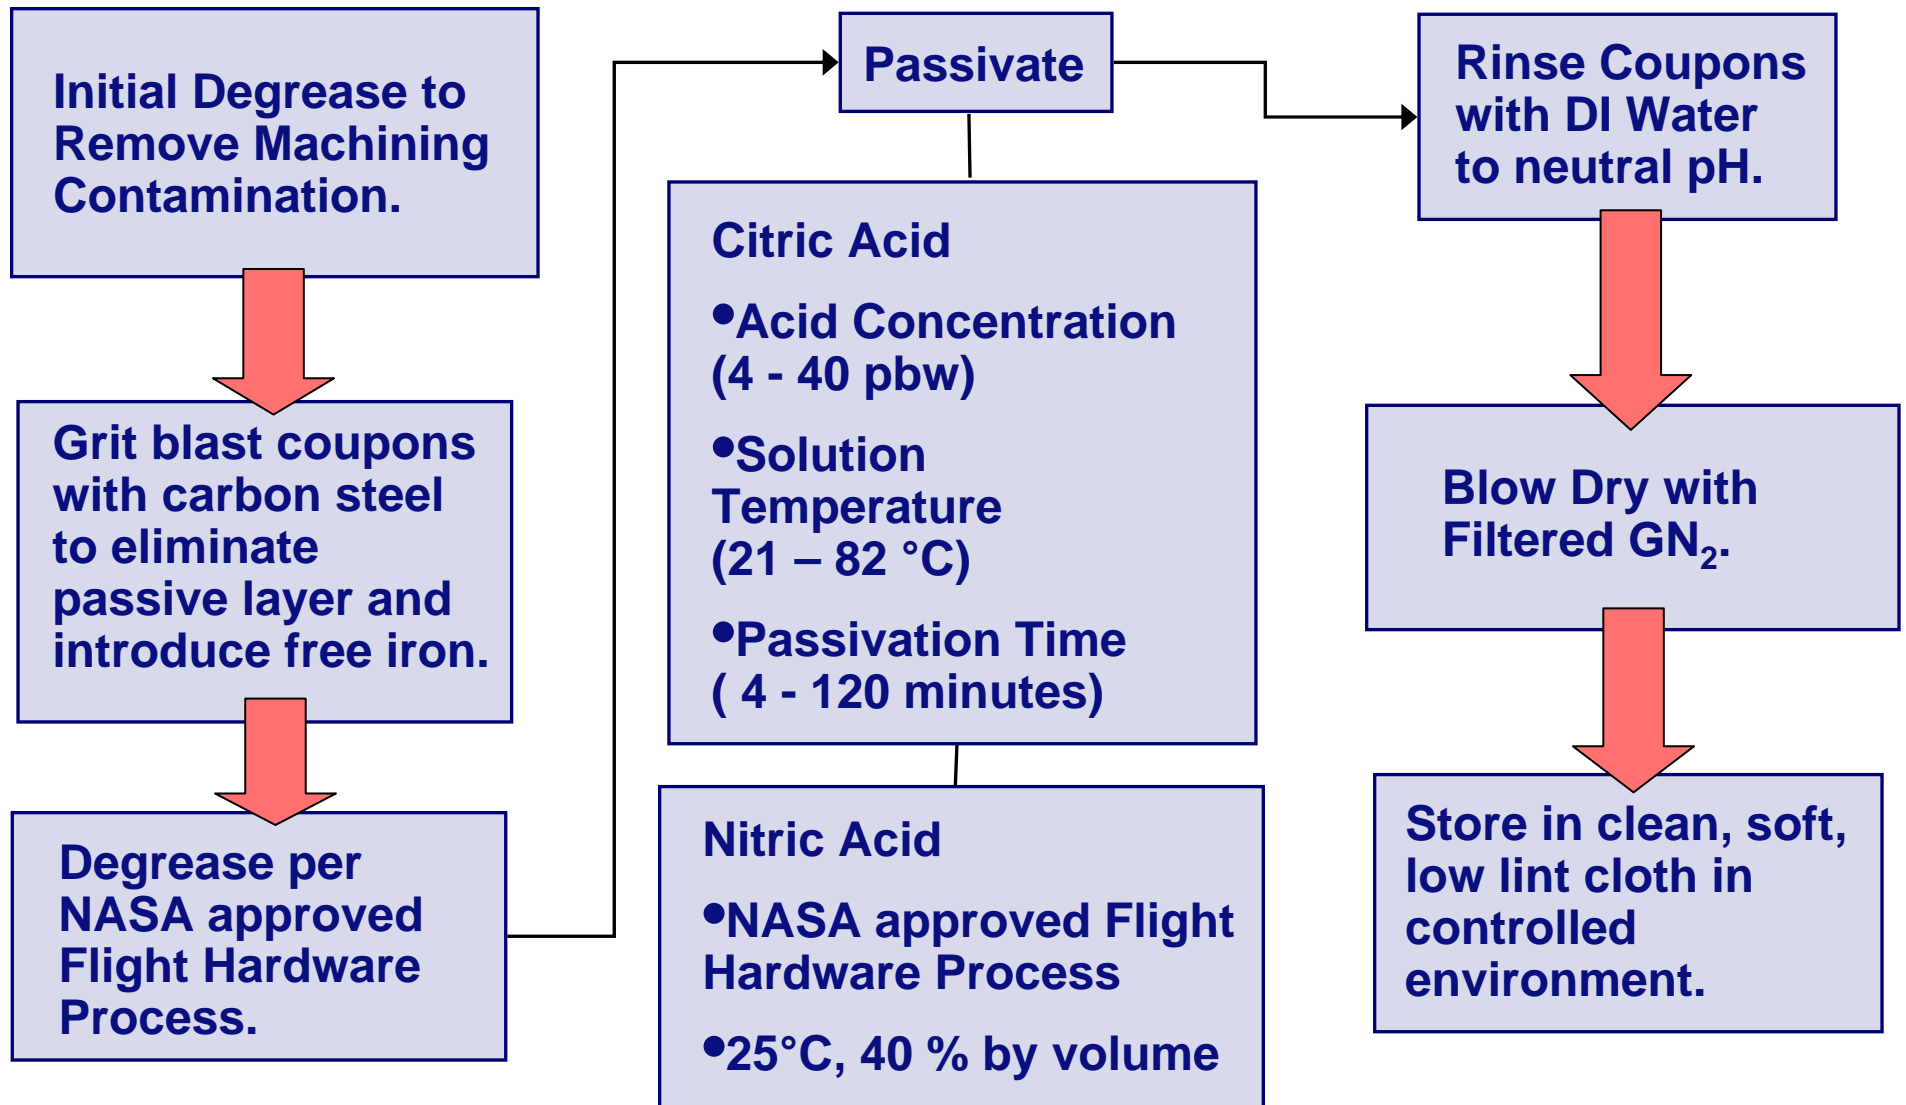 Initial Degrease to
Remove Machining
Contamination.
Grit blast coupons
with carbon steel
to eliminate
passive layer and
introduce free iron.
Degrease per
NASA approved
Flight Hardware
Process.
Passivate
Citric Acid
•Acid Concentration
(4 - 40 pbw)
•Solution
Temperature
(21 – 82 °C)
•Passivation Time
( 4 - 120 minutes)
Nitric Acid
•NASA approved Flight
Hardware Process
•25°C, 40 % by volume
Rinse Coupons
with DI Water
to neutral pH.
Blow Dry with
Filtered GN₂.
Store in clean, soft,
low lint cloth in
controlled
environment.